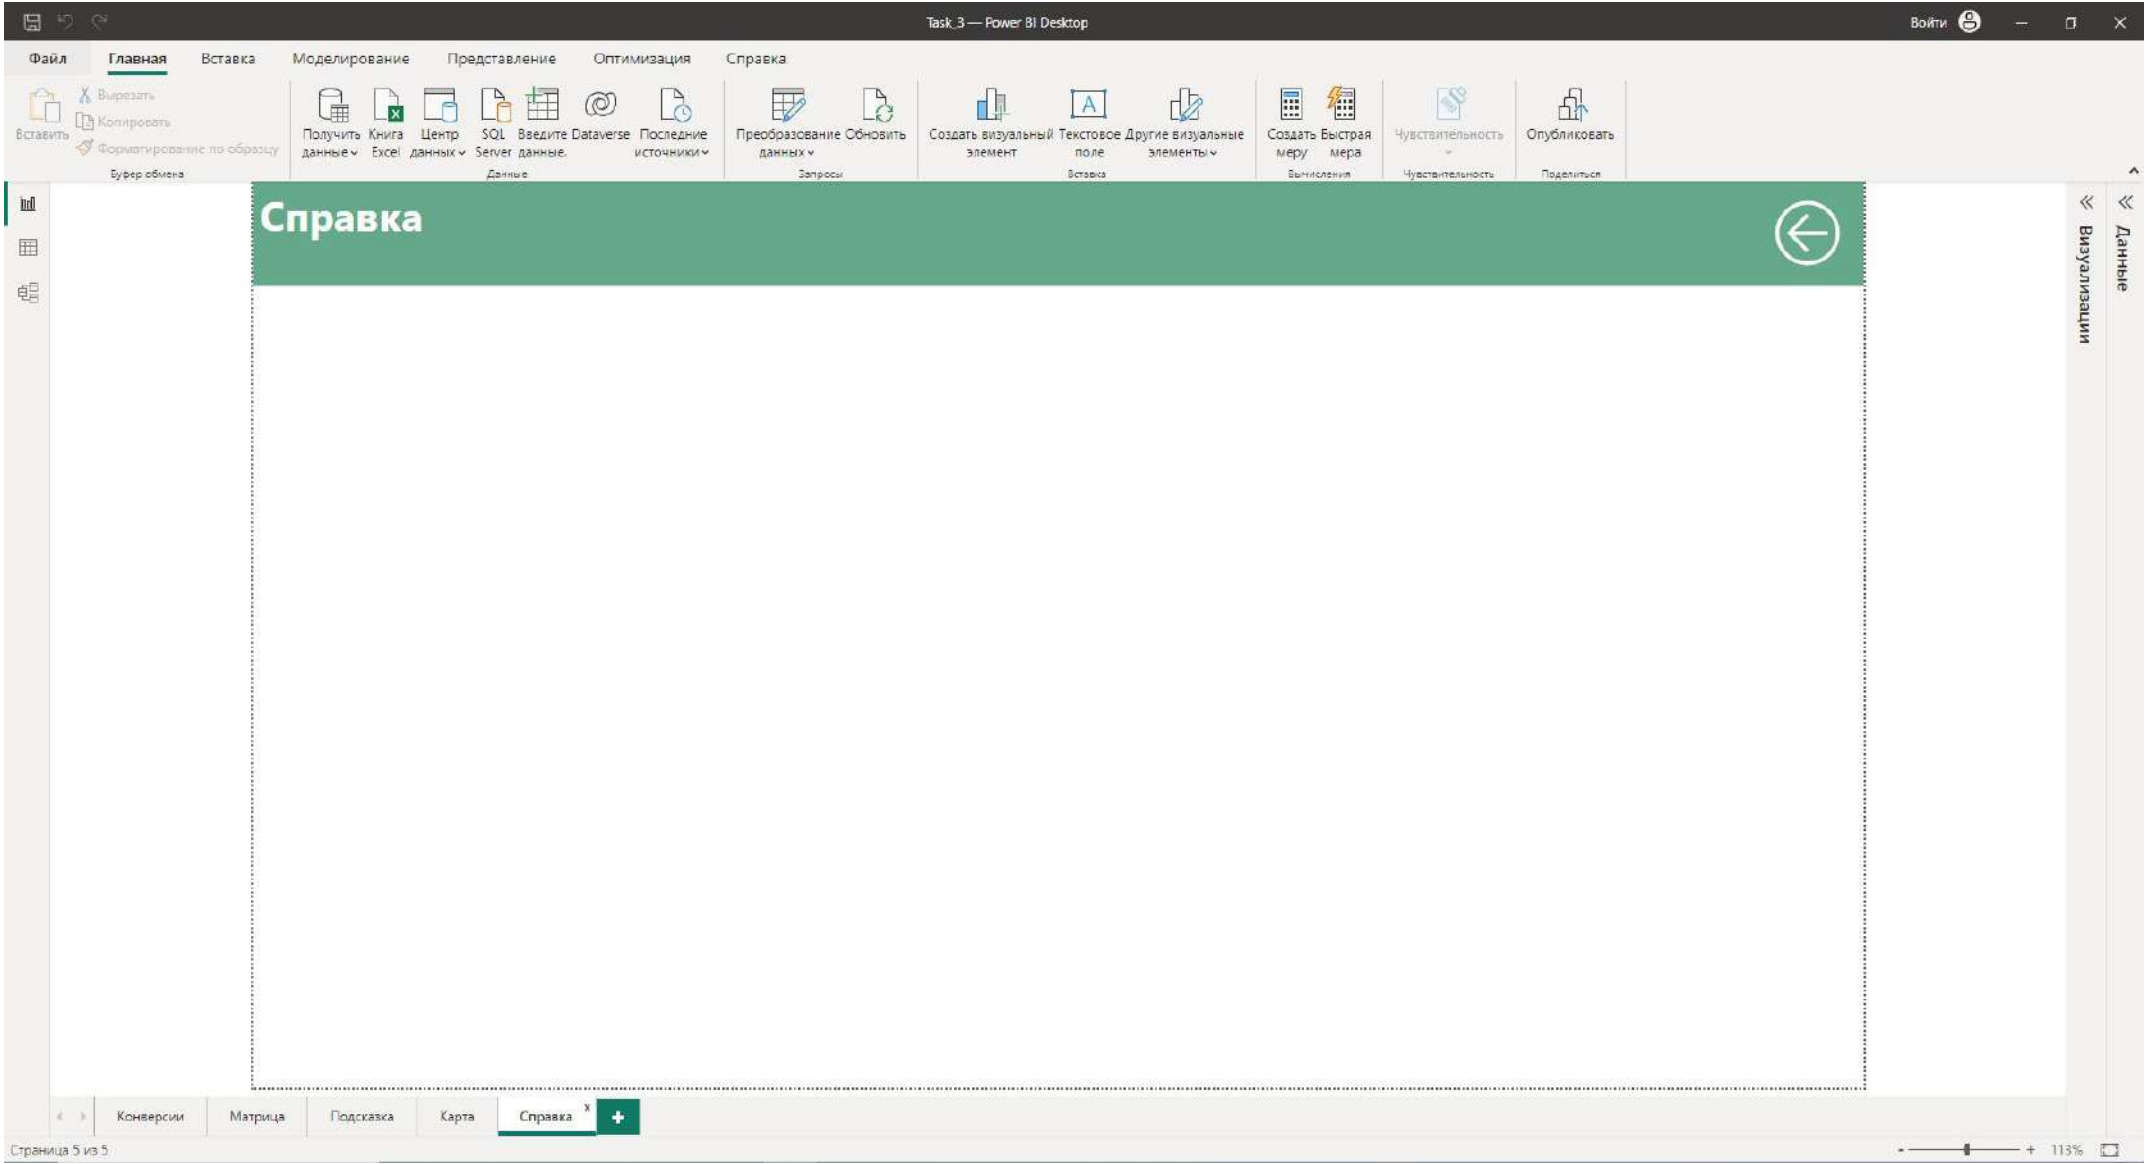 Task_3 — Power BI Desktop
Войти
Файл Главная Вставка Моделирование Представление Оптимизация Справка
Вставить
Вырезать
Копировать
Форматирование по образцу
Буфер обмена
Получить данные
Книга Excel
Центр данных
SQL Server
Введите данные.
Dataverse
Последние источники
Данные
Преобразование данных
Обновить
Запросы
Создать визуальный элемент
Текстовое поле
Другие визуальные элементы
Вставка
Создать меру
Быстрая мера
Вычисления
Чувствительность
Чувствительность
Опубликовать
Поделиться
Справка
Визуализации
Данные
Конверсии Матрица Подсказка Карта Справка
Страница 5 из 5
113%